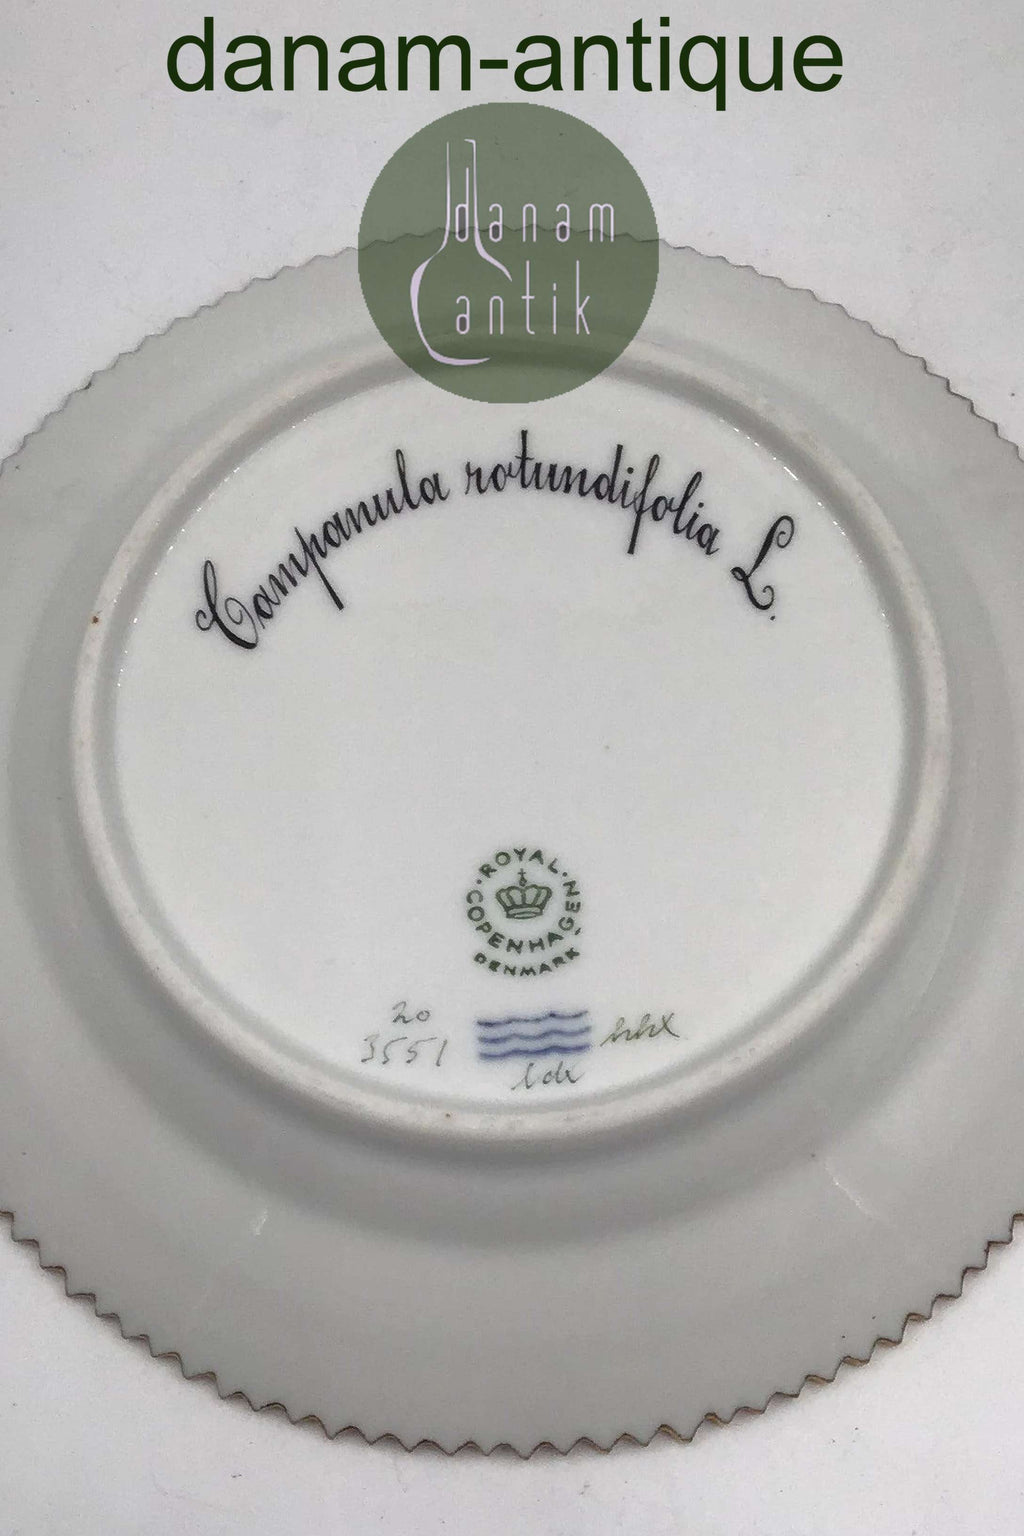 danam-antique
danam
antik
Campanula rotundifolia L.
ROYAL COPENHAGEN
DENMARK
20
3551